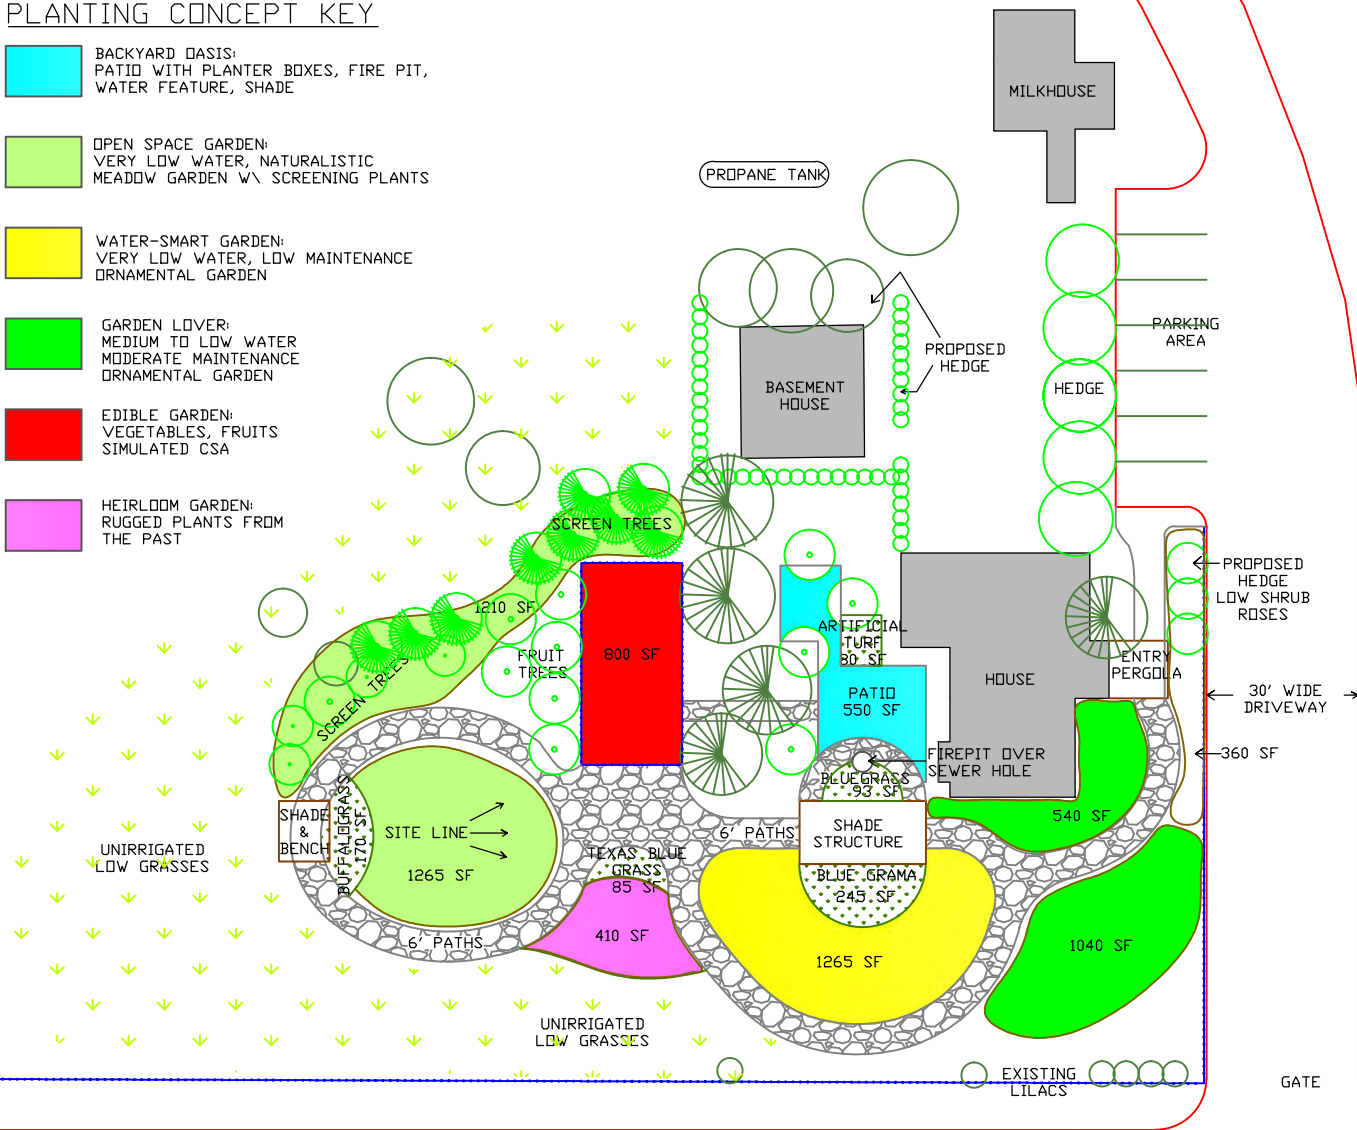 PLANTING CONCEPT KEY
BACKYARD OASIS:
PATIO WITH PLANTER BOXES, FIRE PIT,
WATER FEATURE, SHADE
OPEN SPACE GARDEN:
VERY LOW WATER, NATURALISTIC
MEADOW GARDEN W\ SCREENING PLANTS
WATER-SMART GARDEN:
VERY LOW WATER, LOW MAINTENANCE
ORNAMENTAL GARDEN
GARDEN LOVER:
MEDIUM TO LOW WATER
MODERATE MAINTENANCE
ORNAMENTAL GARDEN
EDIBLE GARDEN:
VEGETABLES, FRUITS
SIMULATED CSA
HEIRLOOM GARDEN:
RUGGED PLANTS FROM
THE PAST
MILKHOUSE
PROPANE TANK
PARKING
AREA
PROPOSED
HEDGE
BASEMENT
HOUSE
HEDGE
SCREEN TREES
1210 SF
SCREEN TREES
FRUIT
TREES
800 SF
ARTIFICIAL
TURF
80 SF
PATIO
550 SF
HOUSE
ENTRY
PERGOLA
PROPOSED
HEDGE
LOW SHRUB
ROSES
30' WIDE
DRIVEWAY
360 SF
FIREPIT OVER
SEWER HOLE
BLUEGRASS
93 SF
SHADE
&
BENCH
BUFFALOGRASS
170 SF
SITE LINE
1265 SF
6' PATHS
6' PATHS
SHADE
STRUCTURE
540 SF
TEXAS BLUE
GRASS
85 SF
BLUE GRAMA
245 SF
UNIRRIGATED
LOW GRASSES
410 SF
1265 SF
1040 SF
UNIRRIGATED
LOW GRASSES
EXISTING
LILACS
GATE